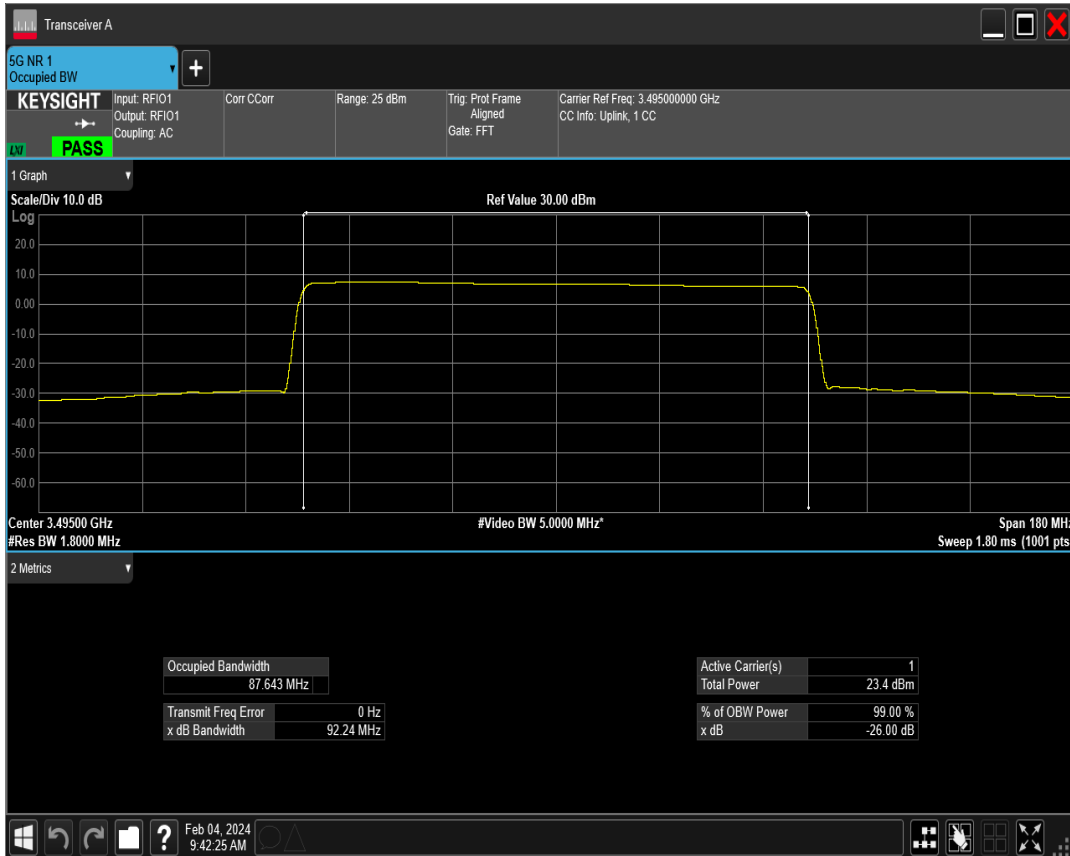 Transceiver A
5G NR 1
Occupied BW
+
KEYSIGHT
LXI
PASS
Input: RFIO1
Output: RFIO1
Coupling: AC
Corr CCorr
Range: 25 dBm
Trig: Prot Frame
Aligned
Gate: FFT
Carrier Ref Freq: 3.495000000 GHz
CC Info: Uplink, 1 CC
1 Graph
Scale/Div 10.0 dB
Ref Value 30.00 dBm
Log
20.0
10.0
0.00
-10.0
-20.0
-30.0
-40.0
-50.0
-60.0
Center 3.49500 GHz
#Video BW 5.0000 MHz*
Span 180 MHz
#Res BW 1.8000 MHz
Sweep 1.80 ms (1001 pts
2 Metrics
Occupied Bandwidth
87.643 MHz
Transmit Freq Error 0 Hz
x dB Bandwidth 92.24 MHz
Active Carrier(s) 1
Total Power 23.4 dBm
% of OBW Power 99.00 %
x dB -26.00 dB
?
Feb 04, 2024
9:42:25 AM